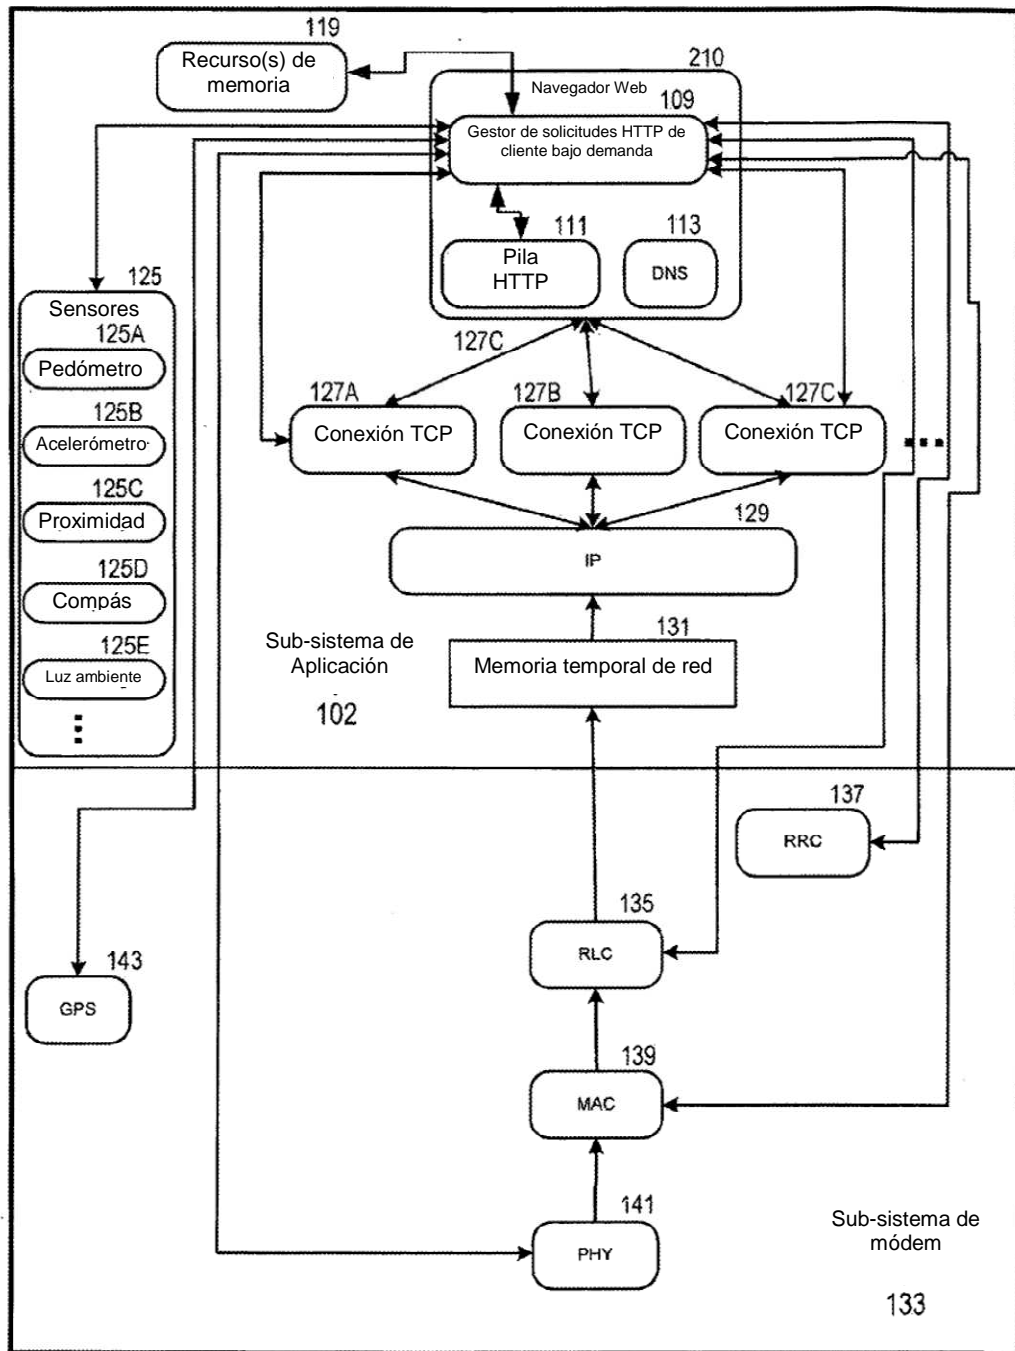 119
Recurso(s) de
memoria
210
Navegador Web
109
Gestor de solicitudes HTTP de
cliente bajo demanda
111
Pila
HTTP
113
DNS
125
Sensores
125A
Pedómetro
125B
Acelerómetro
125C
Proximidad
125D
Compás
125E
Luz ambiente
127C
127A
Conexión TCP
127B
Conexión TCP
127C
Conexión TCP
129
IP
131
Memoria temporal de red
Sub-sistema de
Aplicación
102
137
RRC
135
RLC
143
GPS
139
MAC
141
PHY
Sub-sistema de
módem
133